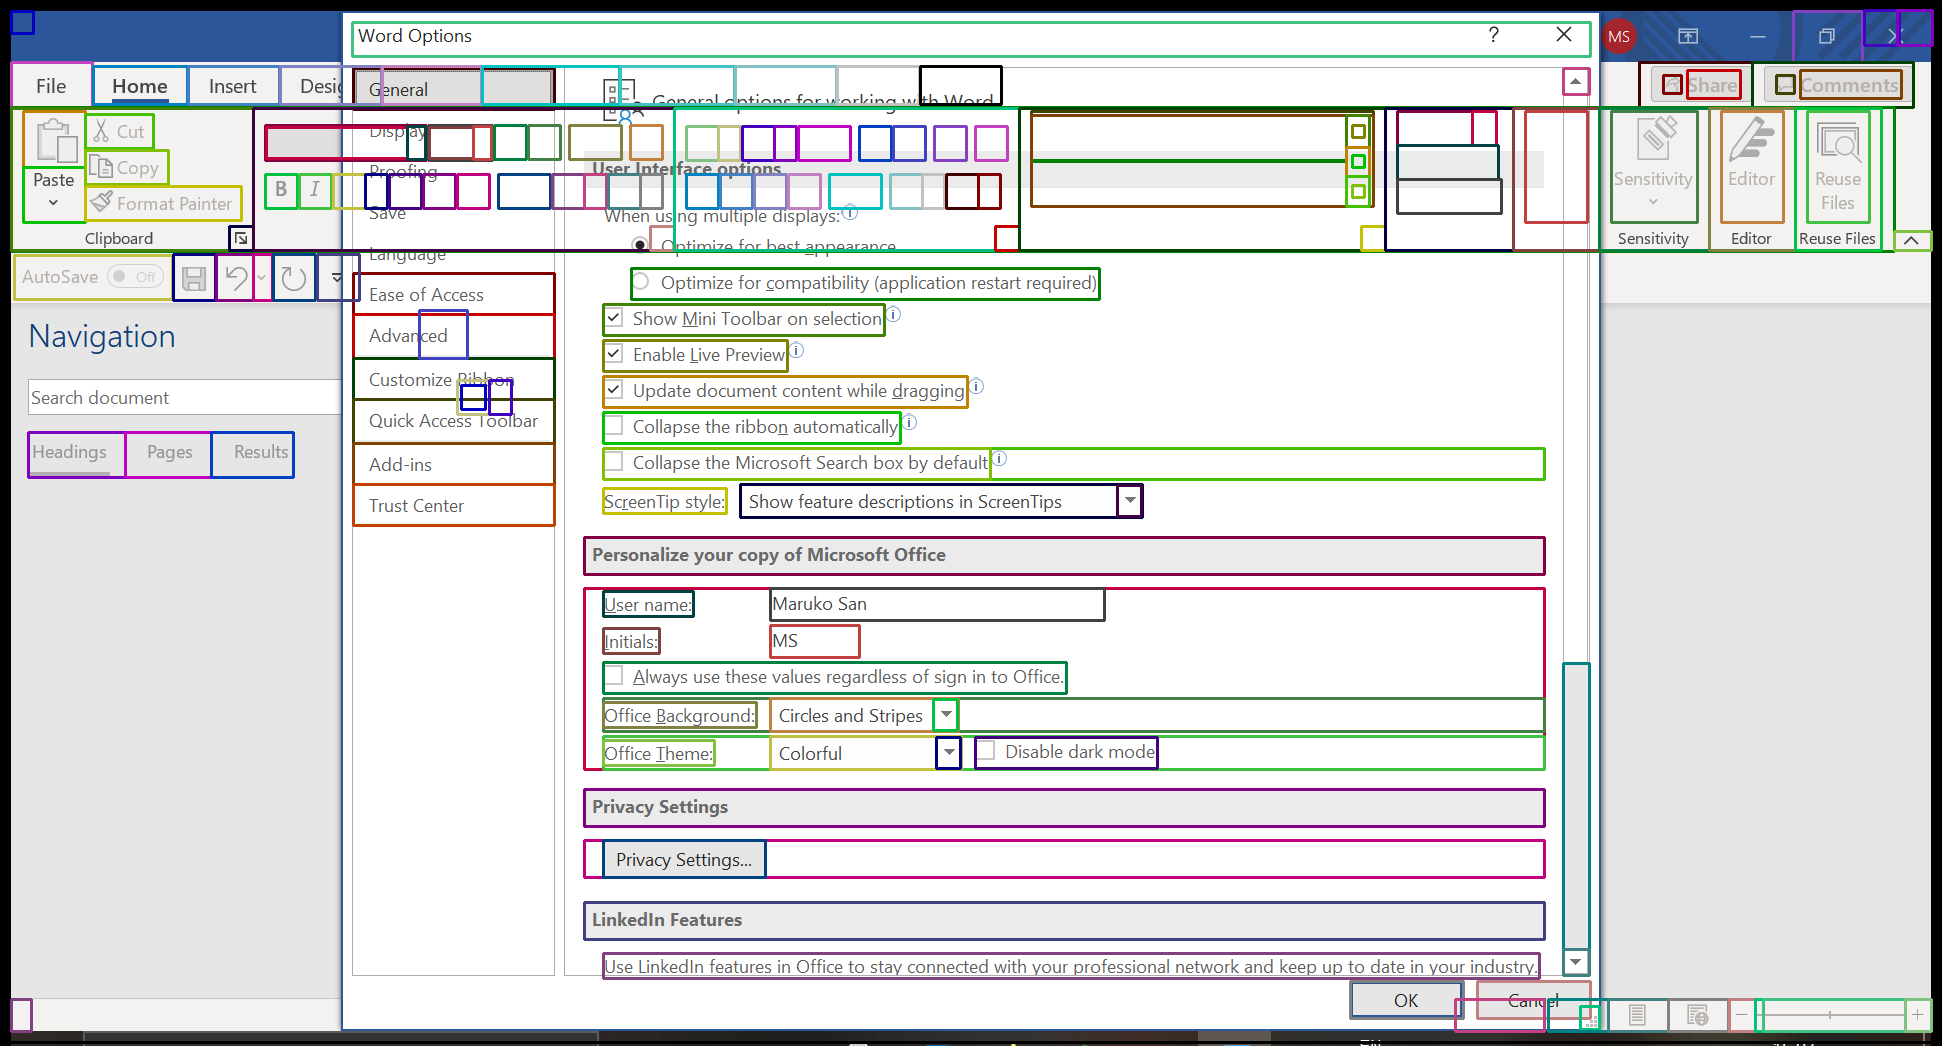 Word Options
?
MS
File
Home
Insert
General
General options for working with Word
Share
Comments
Cut
Copy
Paste
Format Painter
Clipboard
B I
Display
Proofing
Save
Language
User Interface options
When using multiple displays:
Optimize for best appearance
Sensitivity
Editor
Reuse
Files
Sensitivity
Editor
Reuse Files
AutoSave Off
Navigation
Search document
Headings Pages Results
Ease of Access
Advanced
Customize Ribbon
Quick Access Toolbar
Add-ins
Trust Center
Optimize for compatibility (application restart required)
Show Mini Toolbar on selection
Enable Live Preview
Update document content while dragging
Collapse the ribbon automatically
Collapse the Microsoft Search box by default
ScreenTip style: Show feature descriptions in ScreenTips
Personalize your copy of Microsoft Office
User name: Maruko San
Initials: MS
Always use these values regardless of sign in to Office.
Office Background: Circles and Stripes
Office Theme: Colorful Disable dark mode
Privacy Settings
Privacy Settings...
LinkedIn Features
Use LinkedIn features in Office to stay connected with your professional network and keep up to date in your industry.
OK Cancel